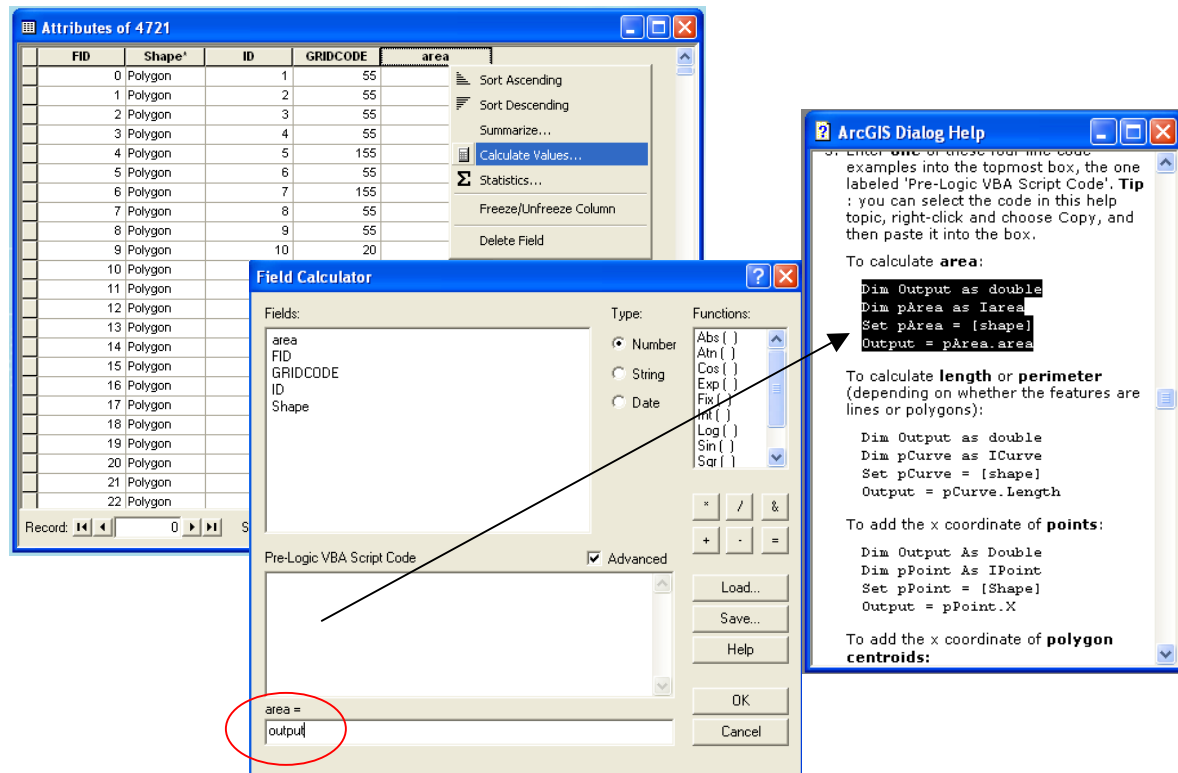 Attributes of 4721
FID Shape* ID GRIDCODE area
0 Polygon 1 55
1 Polygon 2 55
2 Polygon 3 55
3 Polygon 4 55
4 Polygon 5 155
5 Polygon 6 55
6 Polygon 7 155
7 Polygon 8 55
8 Polygon 9 55
9 Polygon 10 20
10 Polygon
11 Polygon
12 Polygon
13 Polygon
14 Polygon
15 Polygon
16 Polygon
17 Polygon
18 Polygon
19 Polygon
20 Polygon
21 Polygon
22 Polygon
Record: 0 S
Sort Ascending
Sort Descending
Summarize...
Calculate Values...
Σ Statistics...
Freeze/Unfreeze Column
Delete Field
Field Calculator
Fields:
area
FID
GRIDCODE
ID
Shape
Type:
Number
String
Date
Functions:
Abs ( )
Atn ( )
Cos ( )
Exp ( )
Fix ( )
Int ( )
Log ( )
Sin ( )
Sqr ( )
* / &
+ - =
Pre-Logic VBA Script Code
Advanced
Load...
Save...
Help
area =
output
OK
Cancel
ArcGIS Dialog Help
examples into the topmost box, the one
labeled 'Pre-Logic VBA Script Code'. Tip
: you can select the code in this help
topic, right-click and choose Copy, and
then paste it into the box.
To calculate area:
Dim Output as double
Dim pArea as Iarea
Set pArea = [shape]
Output = pArea.area
To calculate length or perimeter
(depending on whether the features are
lines or polygons):
Dim Output as double
Dim pCurve as ICurve
Set pCurve = [shape]
Output = pCurve.Length
To add the x coordinate of points:
Dim Output As Double
Dim pPoint As IPoint
Set pPoint = [Shape]
Output = pPoint.X
To add the x coordinate of polygon
centroids: